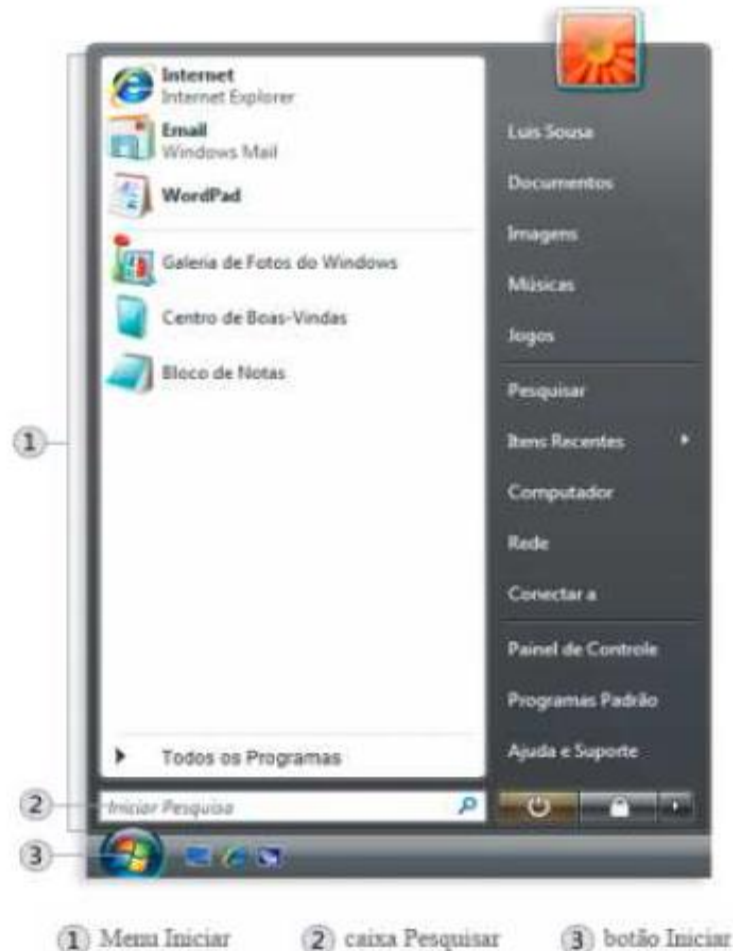 Internet
Internet Explorer
Email
Windows Mail
WordPad
Galeria de Fotos do Windows
Centro de Boas-Vindas
Bloco de Notas
Todos os Programas
Iniciar Pesquisa
Luis Sousa
Documentos
Imagens
Músicas
Jogos
Pesquisar
Itens Recentes
Computador
Rede
Conectar a
Painel de Controle
Programas Padrão
Ajuda e Suporte
1
2
3
1 Menu Iniciar 2 caixa Pesquisar 3 botão Iniciar